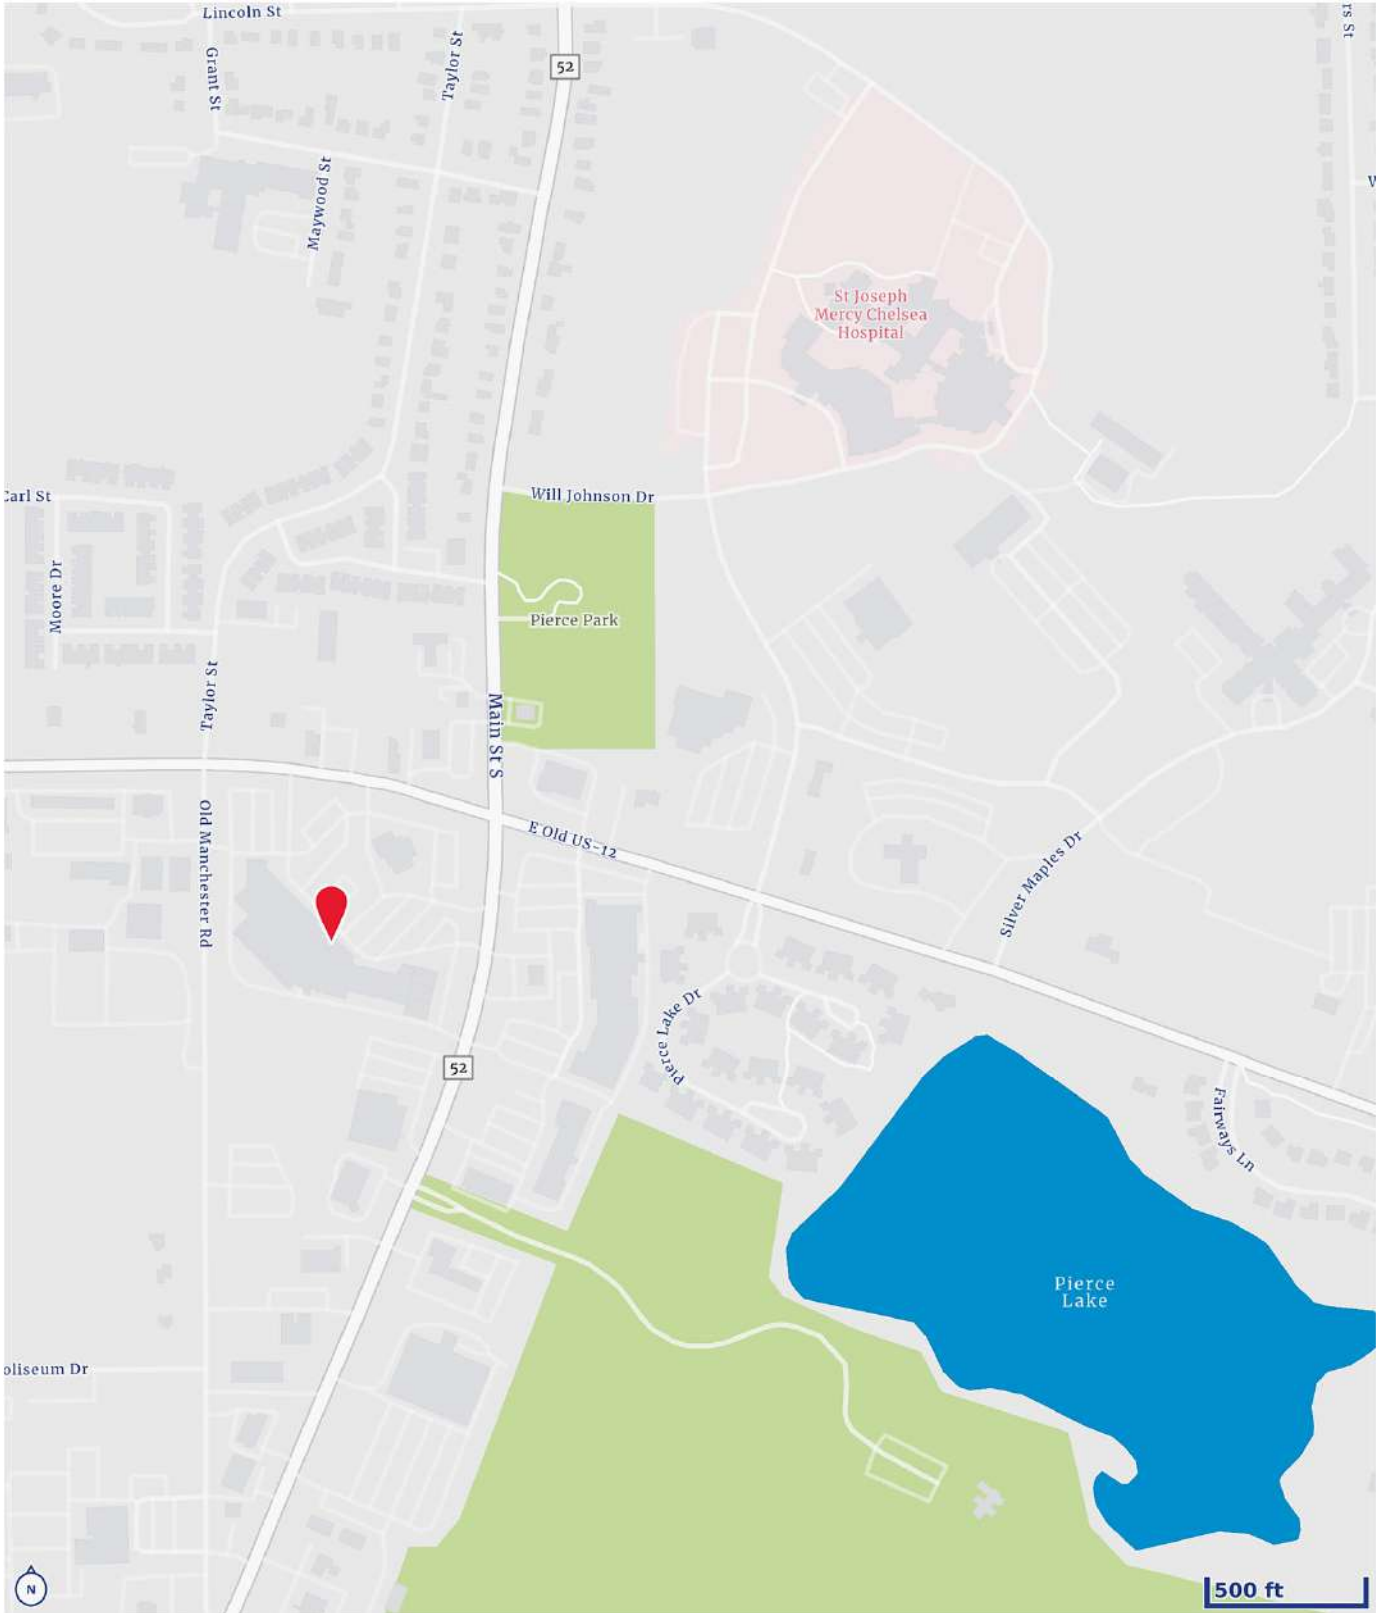 Lincoln St
rs St
Grant St
Taylor St
52
Maywood St
W
St Joseph
Mercy Chelsea
Hospital
Carl St
Will Johnson Dr
Moore Dr
Pierce Park
Taylor St
Main St S
Old Manchester Rd
E Old US-12
Silver Maples Dr
Pierce Lake Dr
52
Fairways Ln
Pierce
Lake
oliseum Dr
N
500 ft